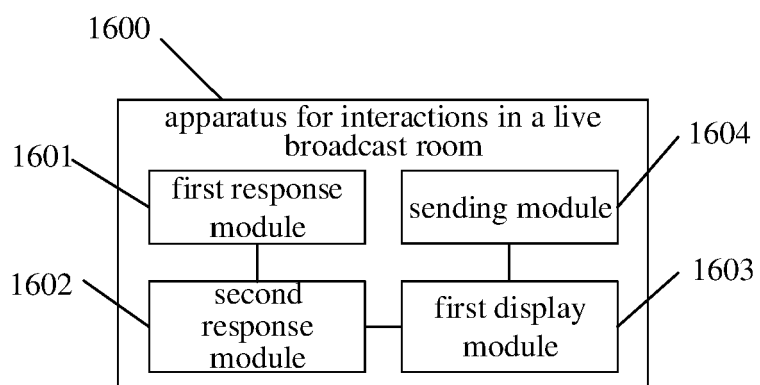 1600
apparatus for interactions in a live
broadcast room
1604
1601
first response
module
sending module
1602
second
response
module
first display
module
1603